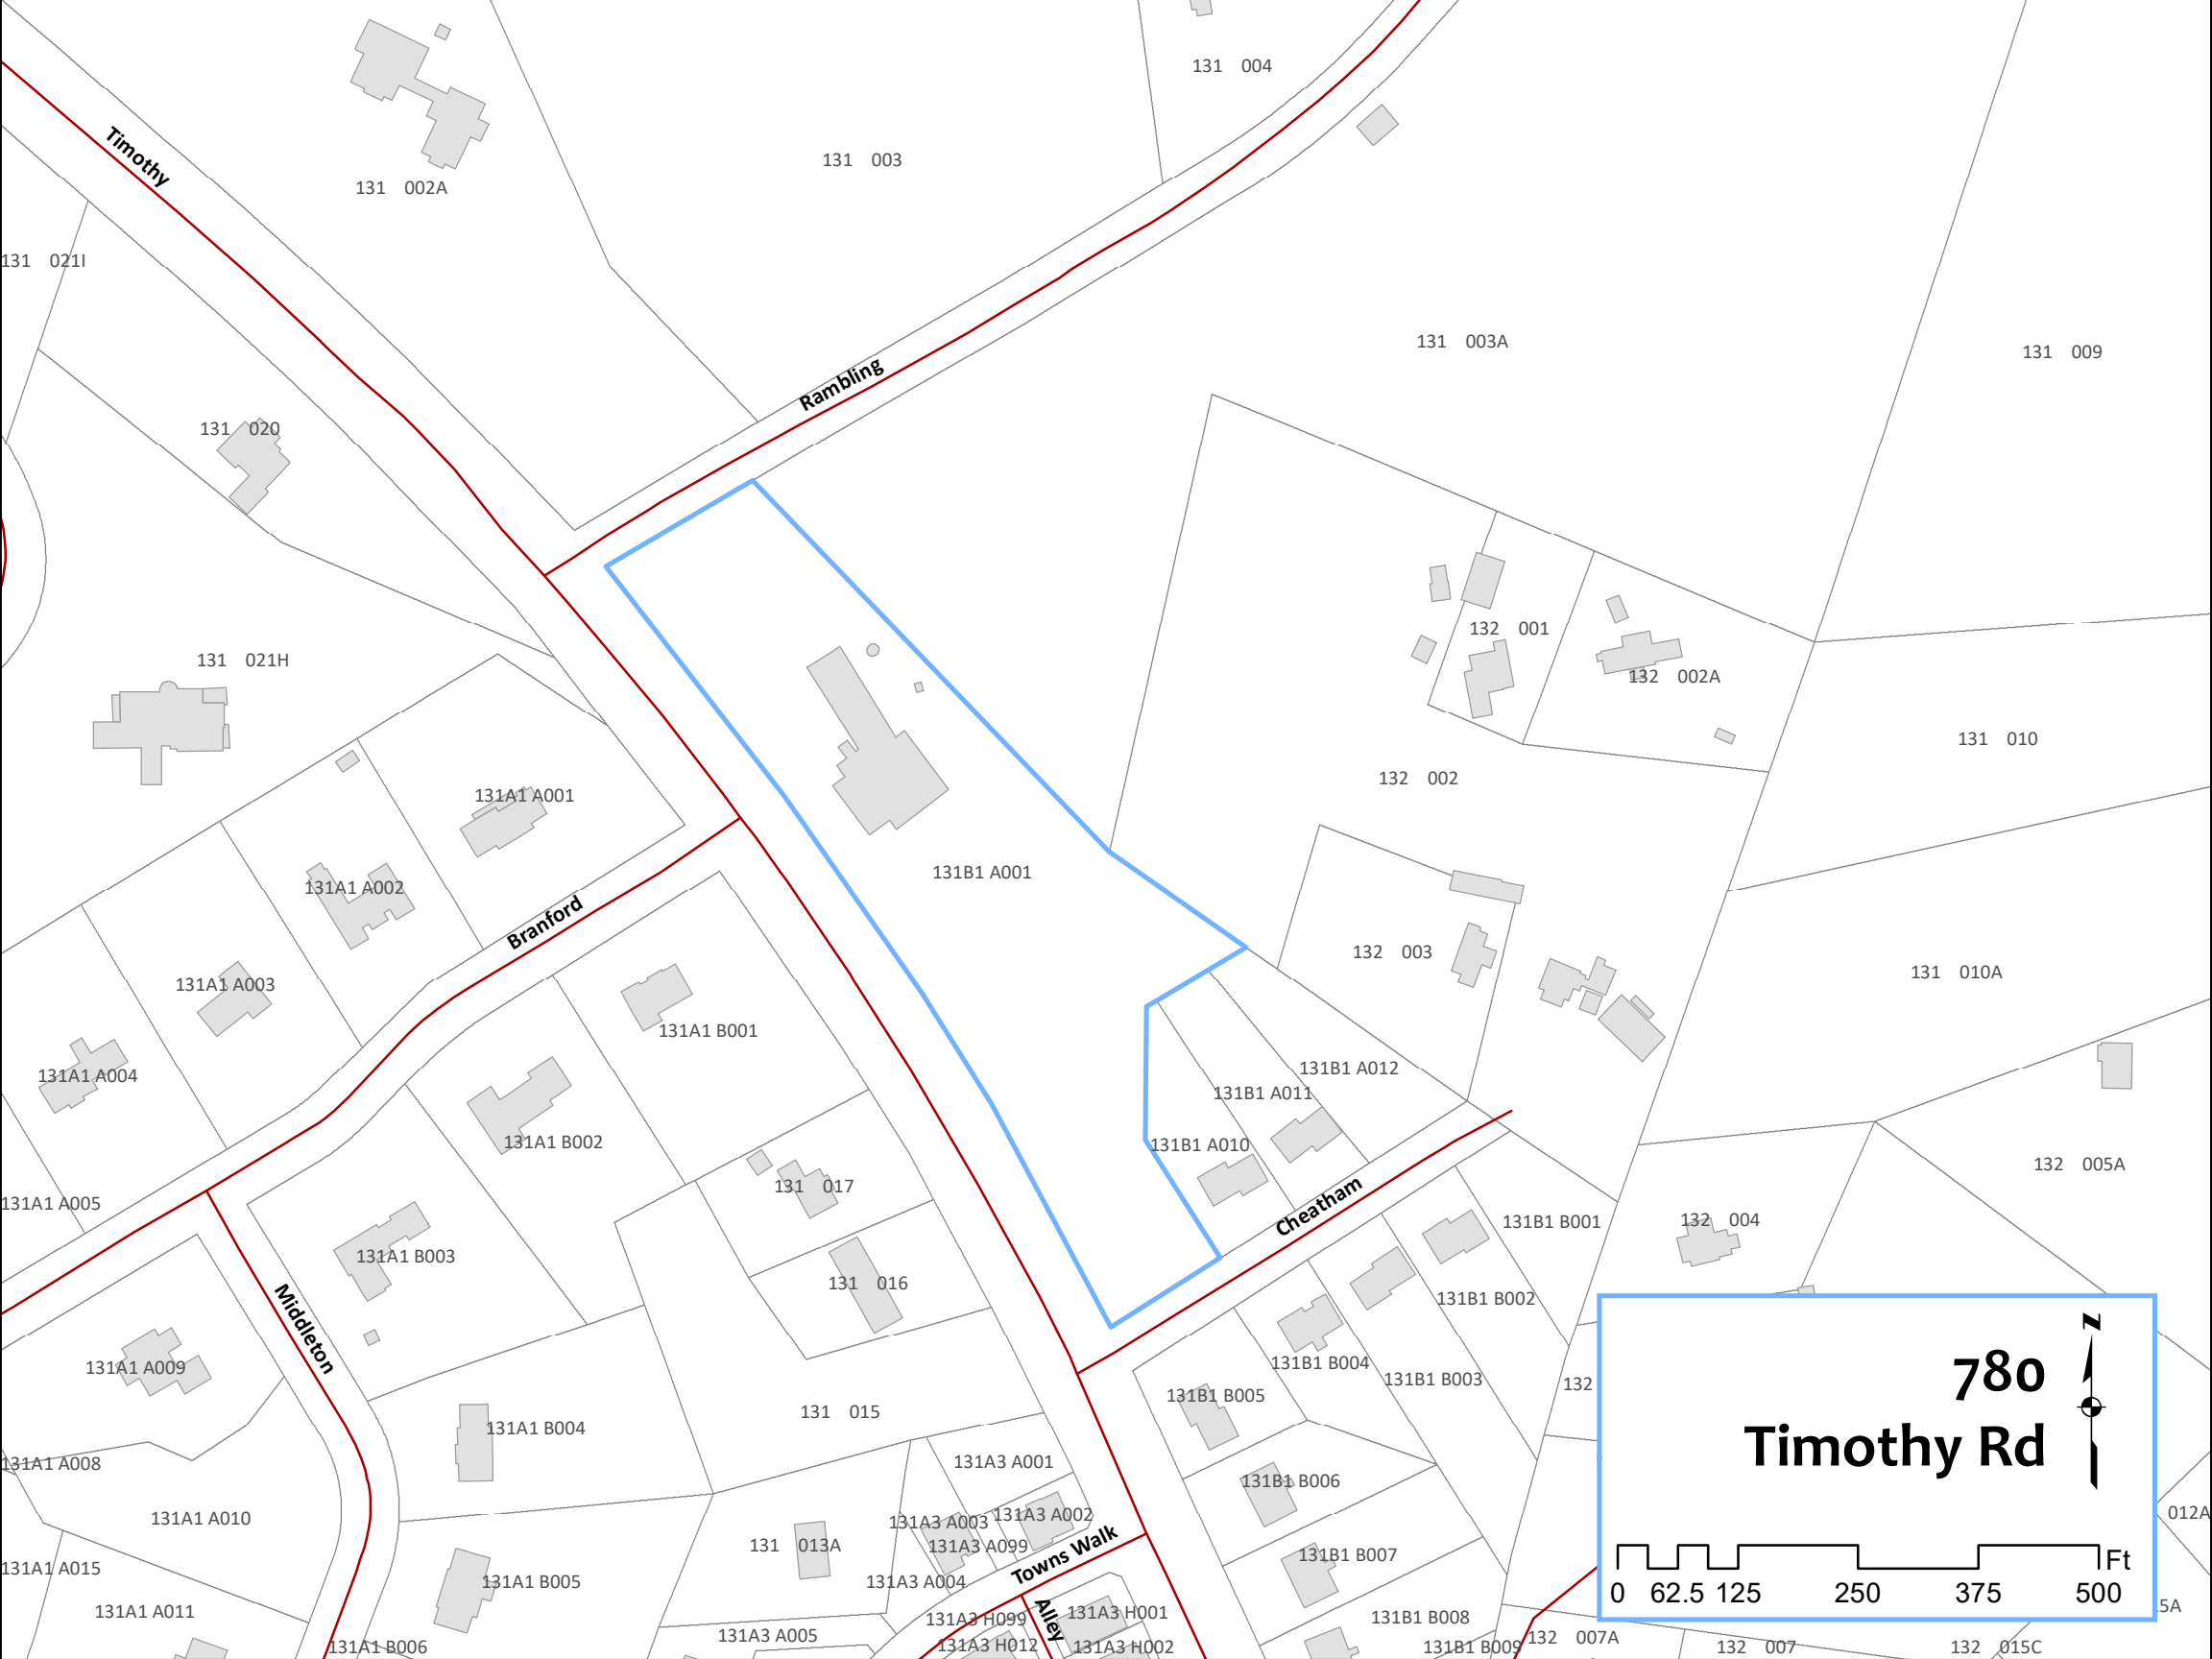 131 004
131 003
Timothy
131 002A
131 021I
131 003A
131 009
Rambling
131 020
132 001
131 021H
132 002A
131 010
132 002
131A1 A001
131B1 A001
131A1 A002
Branford
132 003
131 010A
131A1 A003
131A1 B001
131B1 A012
131A1 A004
131B1 A011
131A1 B002
131B1 A010
132 005A
131 017
131A1 A005
Cheatham
131B1 B001
132 004
131A1 B003
131 016
131B1 B002
Middleton
131A1 A009
131B1 B004
131B1 B003
132
131B1 B005
131 015
131A1 B004
131A1 A008
131A3 A001
131B1 B006
131A1 A010
131A3 A003
131A3 A002
012A
131 013A
131A3 A099
Towns Walk
131B1 B007
131A1 A015
131A1 B005
131A3 A004
131A1 A011
131A3 H099
Alley
131A3 H001
131B1 B008
5A
131A3 A005
132 007A
131A1 B006
131A3 H012
131A3 H002
131B1 B009
132 007
132 015C
780
Timothy Rd
N
Ft
0 62.5 125 250 375 500